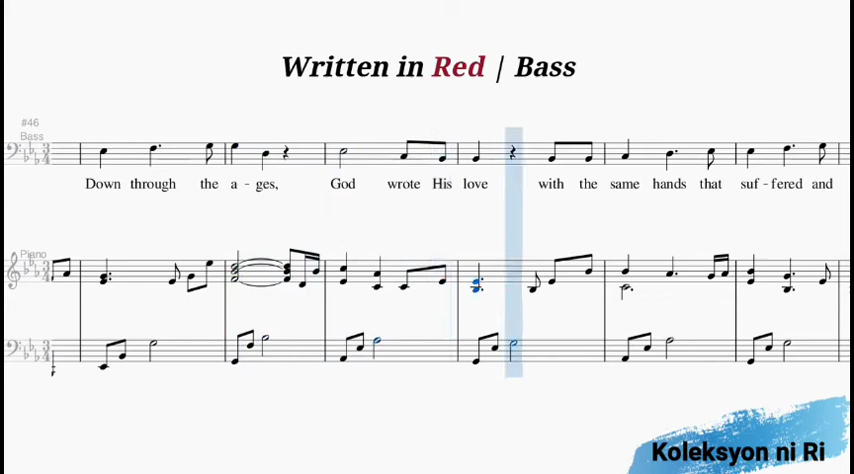 Written in Red | Bass
#46
Bass
Down through the a - ges, God wrote His love with the same hands that suf - fered and
Piano
Koleksyon ni Ri